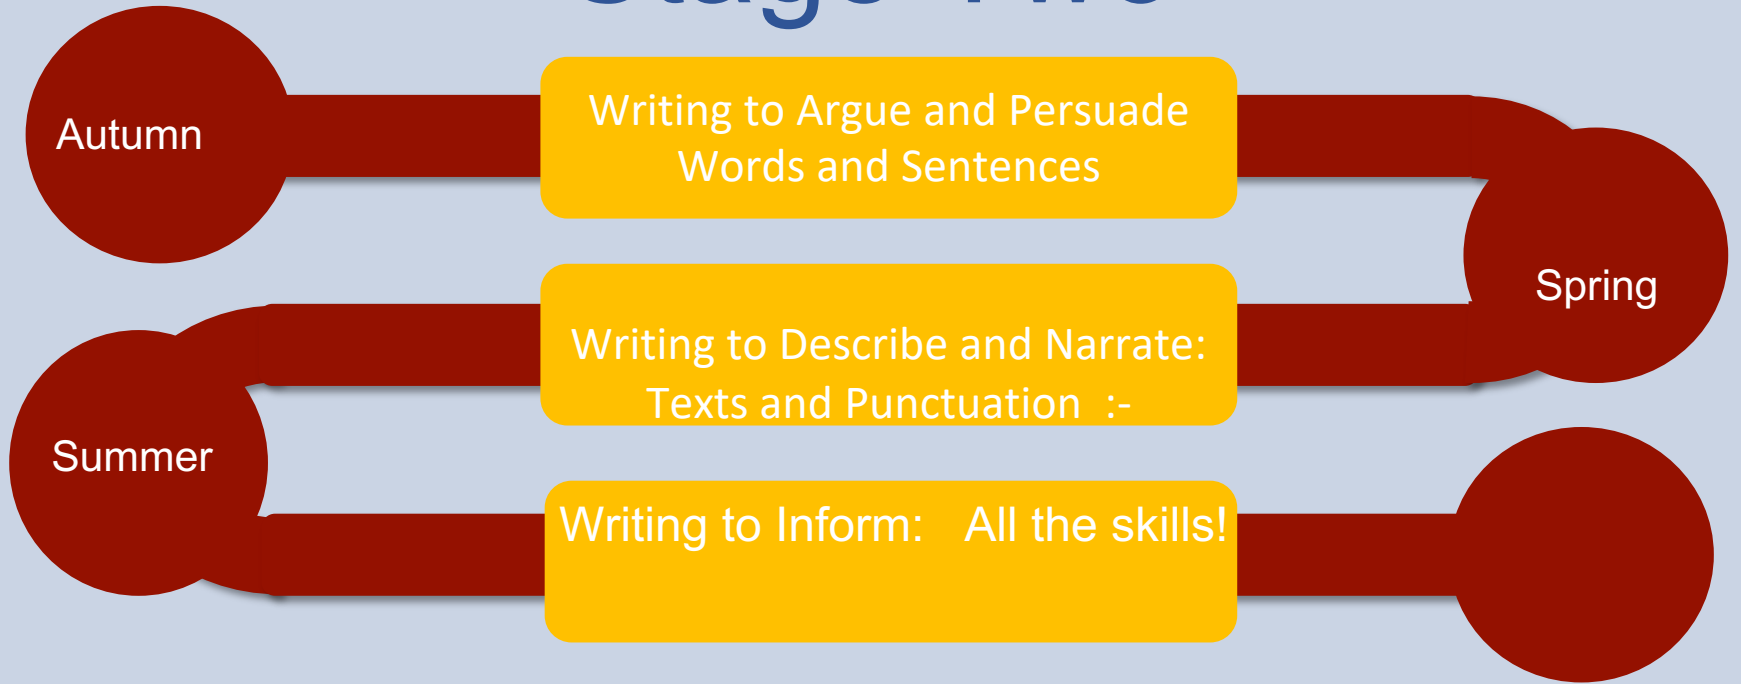 Stage
Autumn
Writing to Argue and Persuade
Words and Sentences
Spring
Writing to Describe and Narrate:
Texts and Punctuation :-
Summer
Writing to Inform: All the skills!